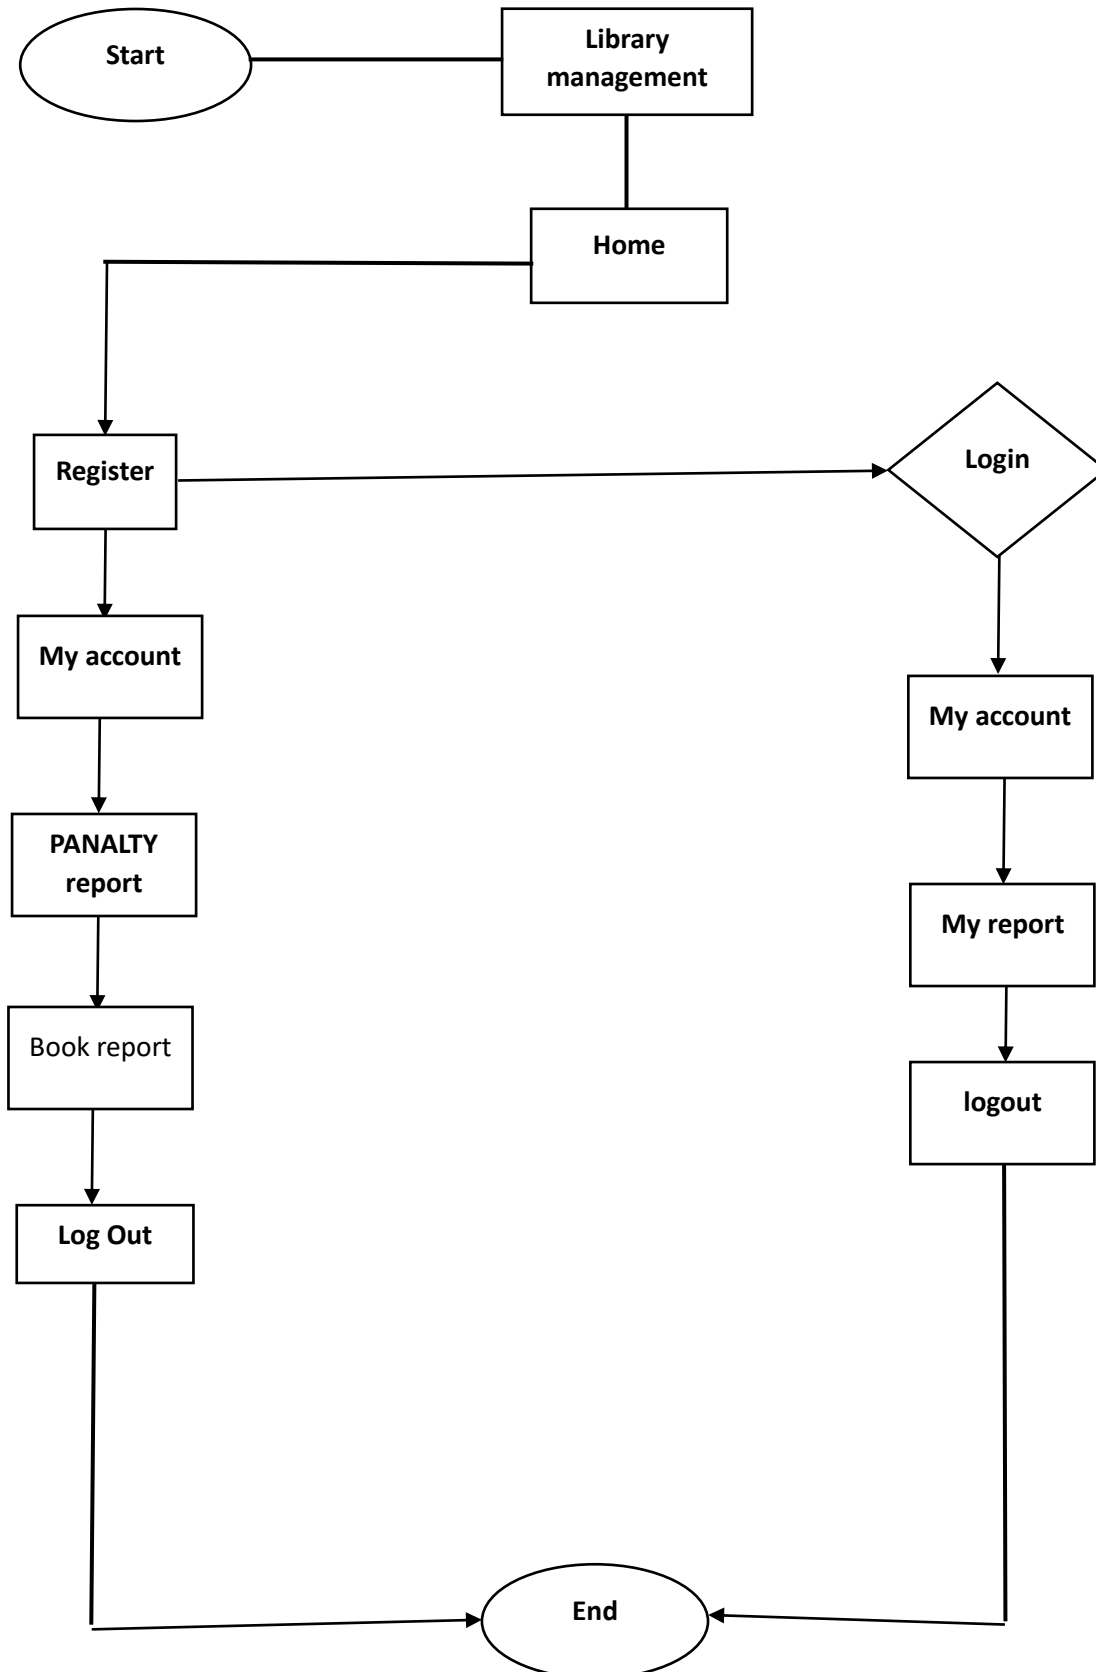 Start
Library
management
Home
Register
Login
My account
My account
PANALTY
report
My report
Book report
logout
Log Out
End